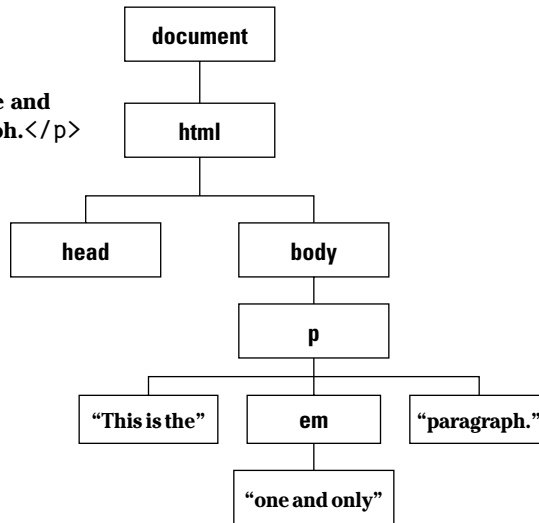 document
e and
ph.</p>
html
head
body
p
“This is the”
em
“paragraph.”
“one and only”